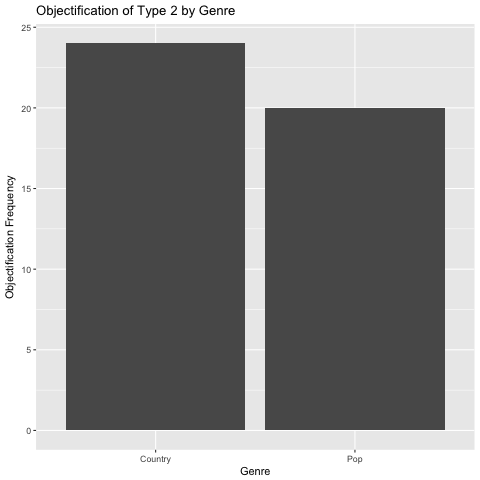 Objectification of Type 2 by Genre
Objectification Frequency
25
20
15
10
5
0
Country Pop
Genre